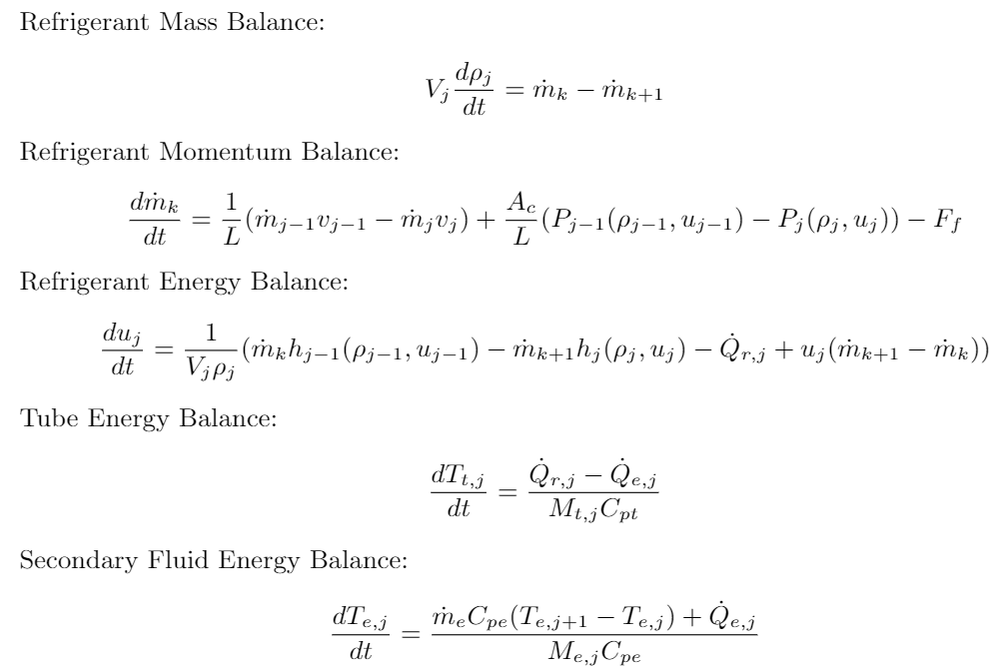 Refrigerant Mass Balance:
$$V_j \frac{d\rho_j}{dt} = \dot{m}_k - \dot{m}_{k+1}$$
Refrigerant Momentum Balance:
$$\frac{d\dot{m}_k}{dt} = \frac{1}{L}(\dot{m}_{j-1}v_{j-1} - \dot{m}_j v_j) + \frac{A_c}{L}(P_{j-1}(\rho_{j-1}, u_{j-1}) - P_j(\rho_j, u_j)) - F_f$$
Refrigerant Energy Balance:
$$\frac{du_j}{dt} = \frac{1}{V_j \rho_j}(\dot{m}_k h_{j-1}(\rho_{j-1}, u_{j-1}) - \dot{m}_{k+1} h_j(\rho_j, u_j) - \dot{Q}_{r,j} + u_j(\dot{m}_{k+1} - \dot{m}_k))$$
Tube Energy Balance:
$$\frac{dT_{t,j}}{dt} = \frac{\dot{Q}_{r,j} - \dot{Q}_{e,j}}{M_{t,j} C_{pt}}$$
Secondary Fluid Energy Balance:
$$\frac{dT_{e,j}}{dt} = \frac{\dot{m}_e C_{pe}(T_{e,j+1} - T_{e,j}) + \dot{Q}_{e,j}}{M_{e,j} C_{pe}}$$